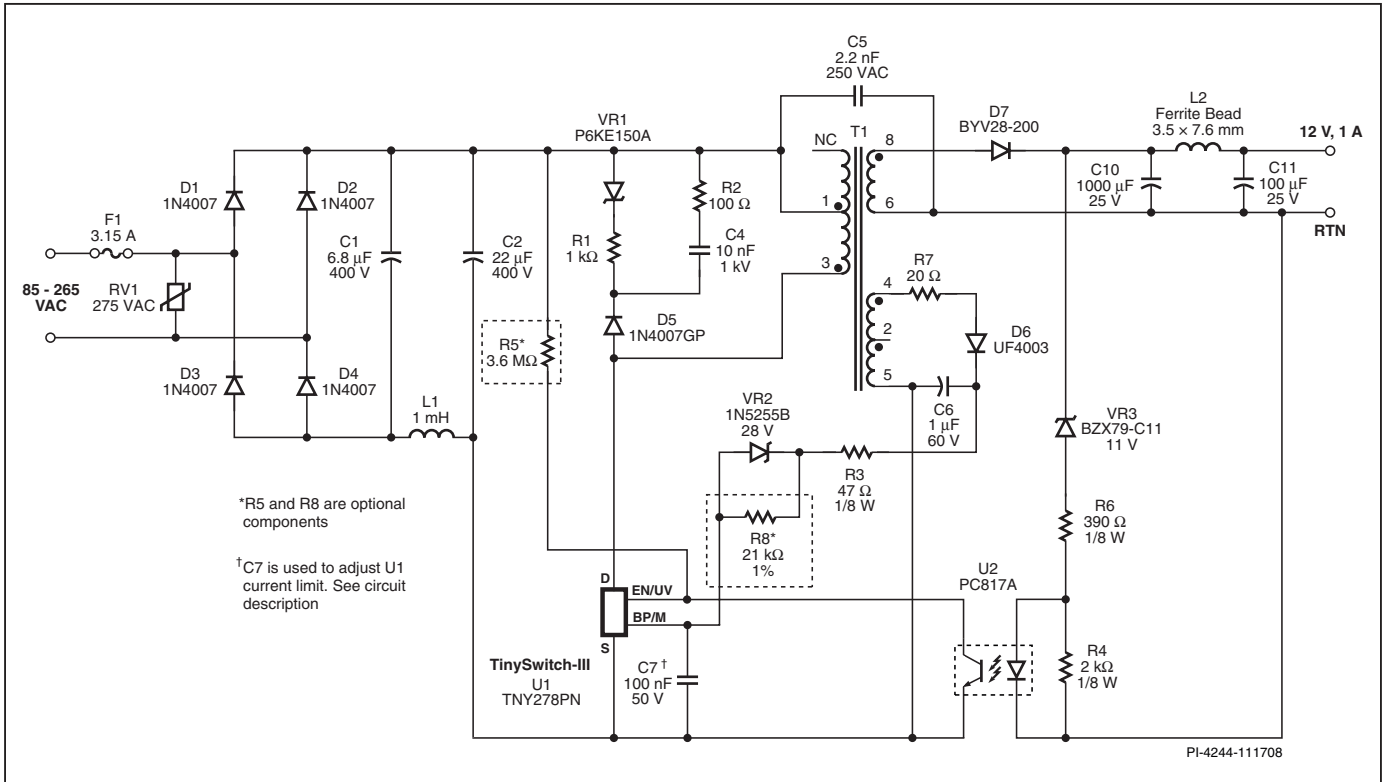 C5
2.2 nF
250 VAC
VR1
P6KE150A
NC
T1
8
D7
BYV28-200
L2
Ferrite Bead
3.5 × 7.6 mm
12 V, 1 A
D1
1N4007
D2
1N4007
R2
100 Ω
1
6
C10
1000 μF
25 V
C11
100 μF
25 V
RTN
F1
3.15 A
C1
6.8 μF
400 V
C2
22 μF
400 V
R1
1 kΩ
C4
10 nF
1 kV
3
R7
20 Ω
85 - 265
VAC
RV1
275 VAC
4
2
5
D6
UF4003
R5*
3.6 MΩ
D5
1N4007GP
D3
1N4007
D4
1N4007
L1
1 mH
C6
1 μF
60 V
VR2
1N5255B
28 V
VR3
BZX79-C11
11 V
R3
47 Ω
1/8 W
*R5 and R8 are optional
components
R8*
21 kΩ
1%
R6
390 Ω
1/8 W
†C7 is used to adjust U1
current limit. See circuit
description
D
EN/UV
BP/M
S
U2
PC817A
TinySwitch-III
U1
TNY278PN
C7†
100 nF
50 V
R4
2 kΩ
1/8 W
PI-4244-111708